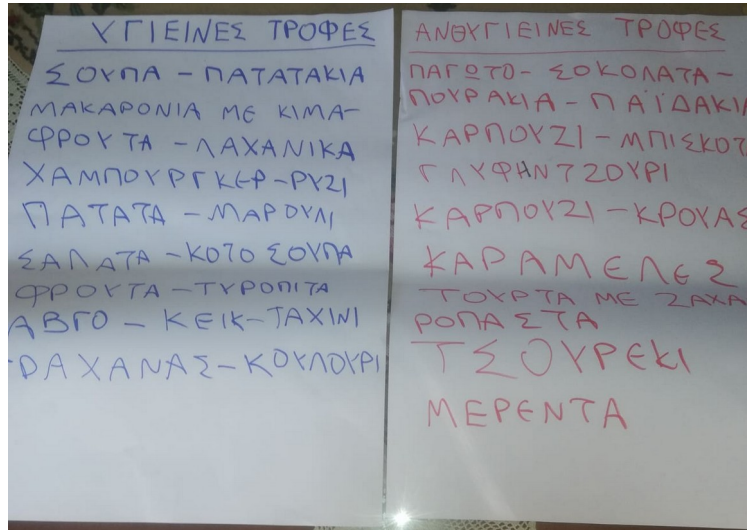 ΥΓΙΕΙΝΕΣ ΤΡΟΦΕΣ
ΣΟΥΠΑ – ΠΑΤΑΤΑΚΙΑ
ΜΑΚΑΡΟΝΙΑ ΜΕ ΚΙΜΑ–
ΦΡΟΥΤΑ – ΛΑΧΑΝΙΚΑ
ΧΑΜΠΟΥΡΓΚΕΡ – ΡΥΖΙ
ΠΑΤΑΤΑ – ΜΑΡΟΥΛΙ
ΣΑΛΑΤΑ – ΚΟΤΟ ΣΟΥΠΑ
ΦΡΟΥΤΑ – ΤΥΡΟΠΙΤΑ
ΑΒΓΟ – ΚΕΙΚ – ΤΑΧΙΝΙ
ΡΑΧΑΝΑΣ – ΚΟΥΛΟΥΡΙ
ΑΝΘΥΓΙΕΙΝΕΣ ΤΡΟΦΕΣ
ΠΑΓΩΤΟ – ΣΟΚΟΛΑΤΑ –
ΠΟΥΡΑΚΙΑ – ΠΑΪΔΑΚΙΑ
ΚΑΡΠΟΥΖΙ – ΜΠΙΣΚΟΤ
ΓΛΥΦΗΝΤΖΟΥΡΙ
ΚΑΡΠΟΥΖΙ – ΚΡΟΥΑΣ
ΚΑΡΑΜΕΛΕΣ
ΤΟΥΡΤΑ ΜΕ ΖΑΧΑ
ΡΟΠΑΣΤΑ
ΤΣΟΥΡΕΚΙ
ΜΕΡΕΝΤΑ